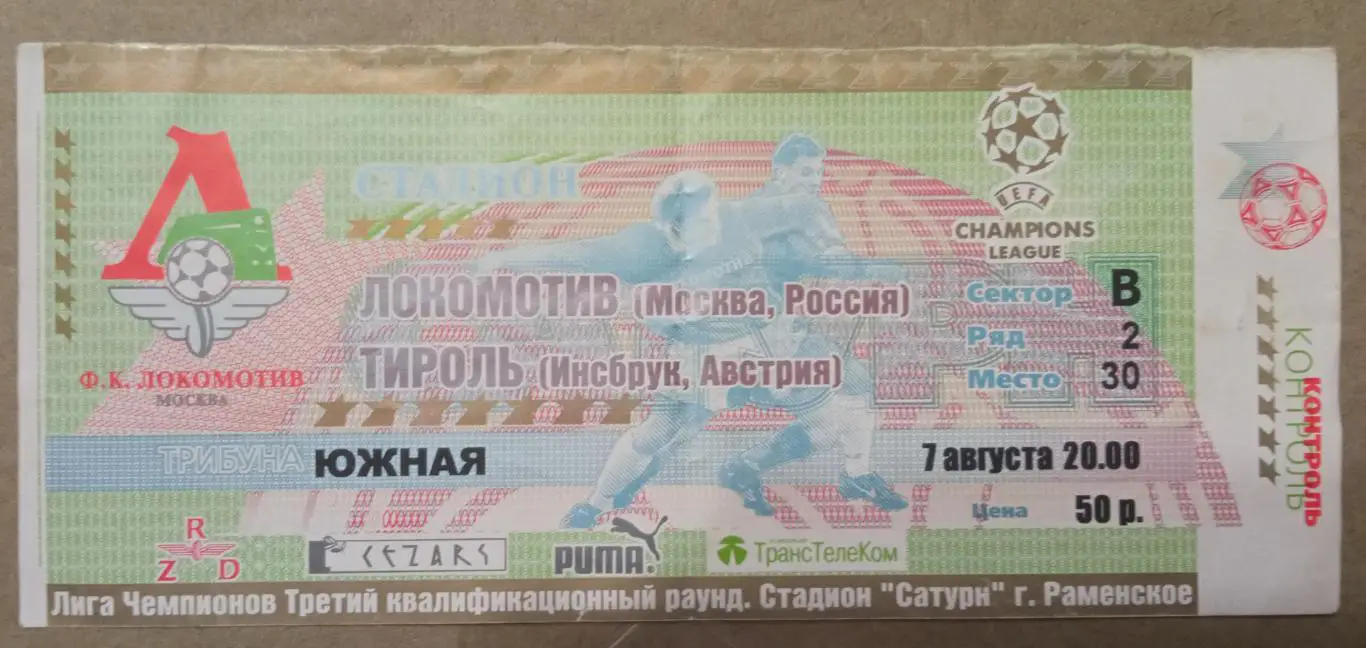 СТАДИОН
UEFA
CHAMPIONS
LEAGUE
ЛОКОМОТИВ (Москва, Россия)
ТИРОЛЬ (Инсбрук, Австрия)
Сектор В
Ряд 2
Место 30
Ф.К. ЛОКОМОТИВ
МОСКВА
ТРИБУНА ЮЖНАЯ
7 августа 20.00
Цена 50 р.
R
Z D
CEZARS
PUMA
ТрансТелеКом
Лига Чемпионов Третий квалификационный раунд. Стадион "Сатурн" г. Раменское
КОНТРОЛЬ
КОНТРОЛЬ